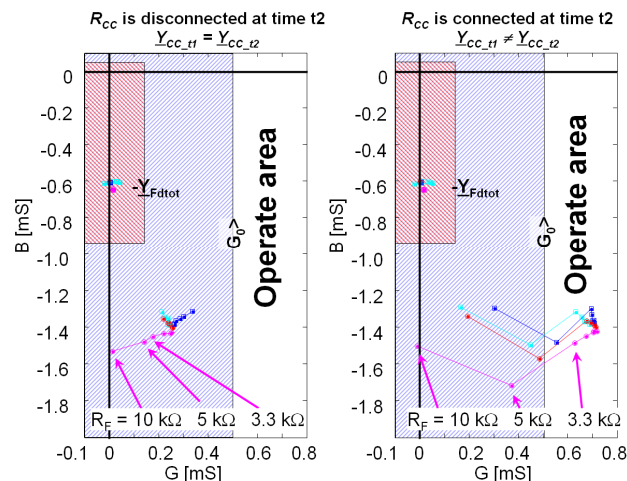 R_CC is disconnected at time t2
Y_CC_t1 = Y_CC_t2
0
-0.2
-0.4
-0.6
-0.8
-1.0
-1.2
-1.4
-1.6
-1.8
B [mS]
-Y_Fdtot
G_0>
Operate area
R_F = 10 kΩ 5 kΩ 3.3 kΩ
-0.1 0 0.2 0.4 0.6 0.8
G [mS]
R_CC is connected at time t2
Y_CC_t1 ≠ Y_CC_t2
0
-0.2
-0.4
-0.6
-0.8
-1.0
-1.2
-1.4
-1.6
-1.8
B [mS]
-Y_Fdtot
G_0>
Operate area
R_F = 10 kΩ 5 kΩ 3.3 kΩ
-0.1 0 0.2 0.4 0.6 0.8
G [mS]